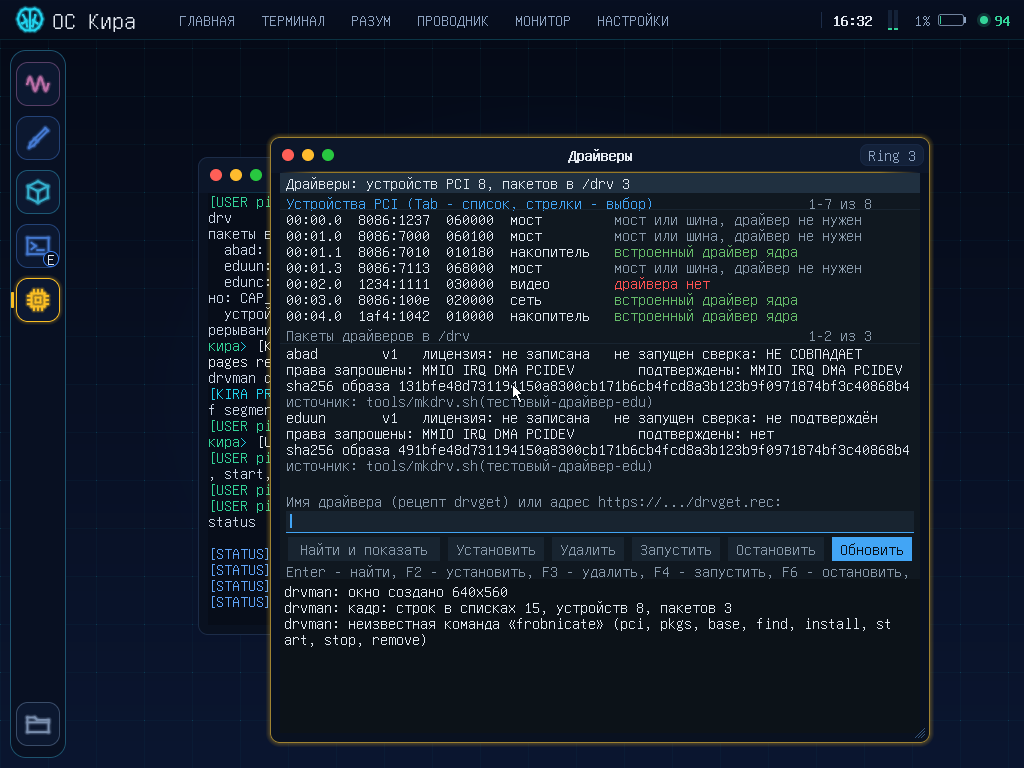 ОС Кира
ГЛАВНАЯ ТЕРМИНАЛ РАЗУМ ПРОВОДНИК МОНИТОР НАСТРОЙКИ
16:32 1% 94
E
[USER pi
drv
пакеты в
abad:
eduun:
edunc:
но: CAP_
устрой
рерывани
кира> [K
pages re
drvman d
[KIRA PR
f segmen
[USER pi
кира> [U
[USER pi
, start,
[USER pi
[USER pi
status
[STATUS]
[STATUS]
[STATUS]
[STATUS]
Драйверы Ring 3
Драйверы: устройств PCI 8, пакетов в /drv 3
Устройства PCI (Tab - список, стрелки - выбор) 1-7 из 8
00:00.0 8086:1237 060000 мост мост или шина, драйвер не нужен
00:01.0 8086:7000 060100 мост мост или шина, драйвер не нужен
00:01.1 8086:7010 010180 накопитель встроенный драйвер ядра
00:01.3 8086:7113 068000 мост мост или шина, драйвер не нужен
00:02.0 1234:1111 030000 видео драйвера нет
00:03.0 8086:100e 020000 сеть встроенный драйвер ядра
00:04.0 1af4:1042 010000 накопитель встроенный драйвер ядра
Пакеты драйверов в /drv 1-2 из 3
abad v1 лицензия: не записана не запущен сверка: НЕ СОВПАДАЕТ
права запрошены: MMIO IRQ DMA PCIDEV подтверждены: MMIO IRQ DMA PCIDEV
sha256 образа 131bfe48d731194150a8300cb171b6cb4fcd8a3b123b9f0971874bf3c40868b4
источник: tools/mkdrv.sh(тестовый-драйвер-edu)
eduun v1 лицензия: не записана не запущен сверка: не подтверждён
права запрошены: MMIO IRQ DMA PCIDEV подтверждены: нет
sha256 образа 491bfe48d731194150a8300cb171b6cb4fcd8a3b123b9f0971874bf3c40868b4
источник: tools/mkdrv.sh(тестовый-драйвер-edu)
Имя драйвера (рецепт drvget) или адрес https://.../drvget.rec:
Найти и показать Установить Удалить Запустить Остановить Обновить
Enter - найти, F2 - установить, F3 - удалить, F4 - запустить, F6 - остановить,
drvman: окно создано 640x560
drvman: кадр: строк в списках 15, устройств 8, пакетов 3
drvman: неизвестная команда «frobnicate» (pci, pkgs, base, find, install, st
art, stop, remove)